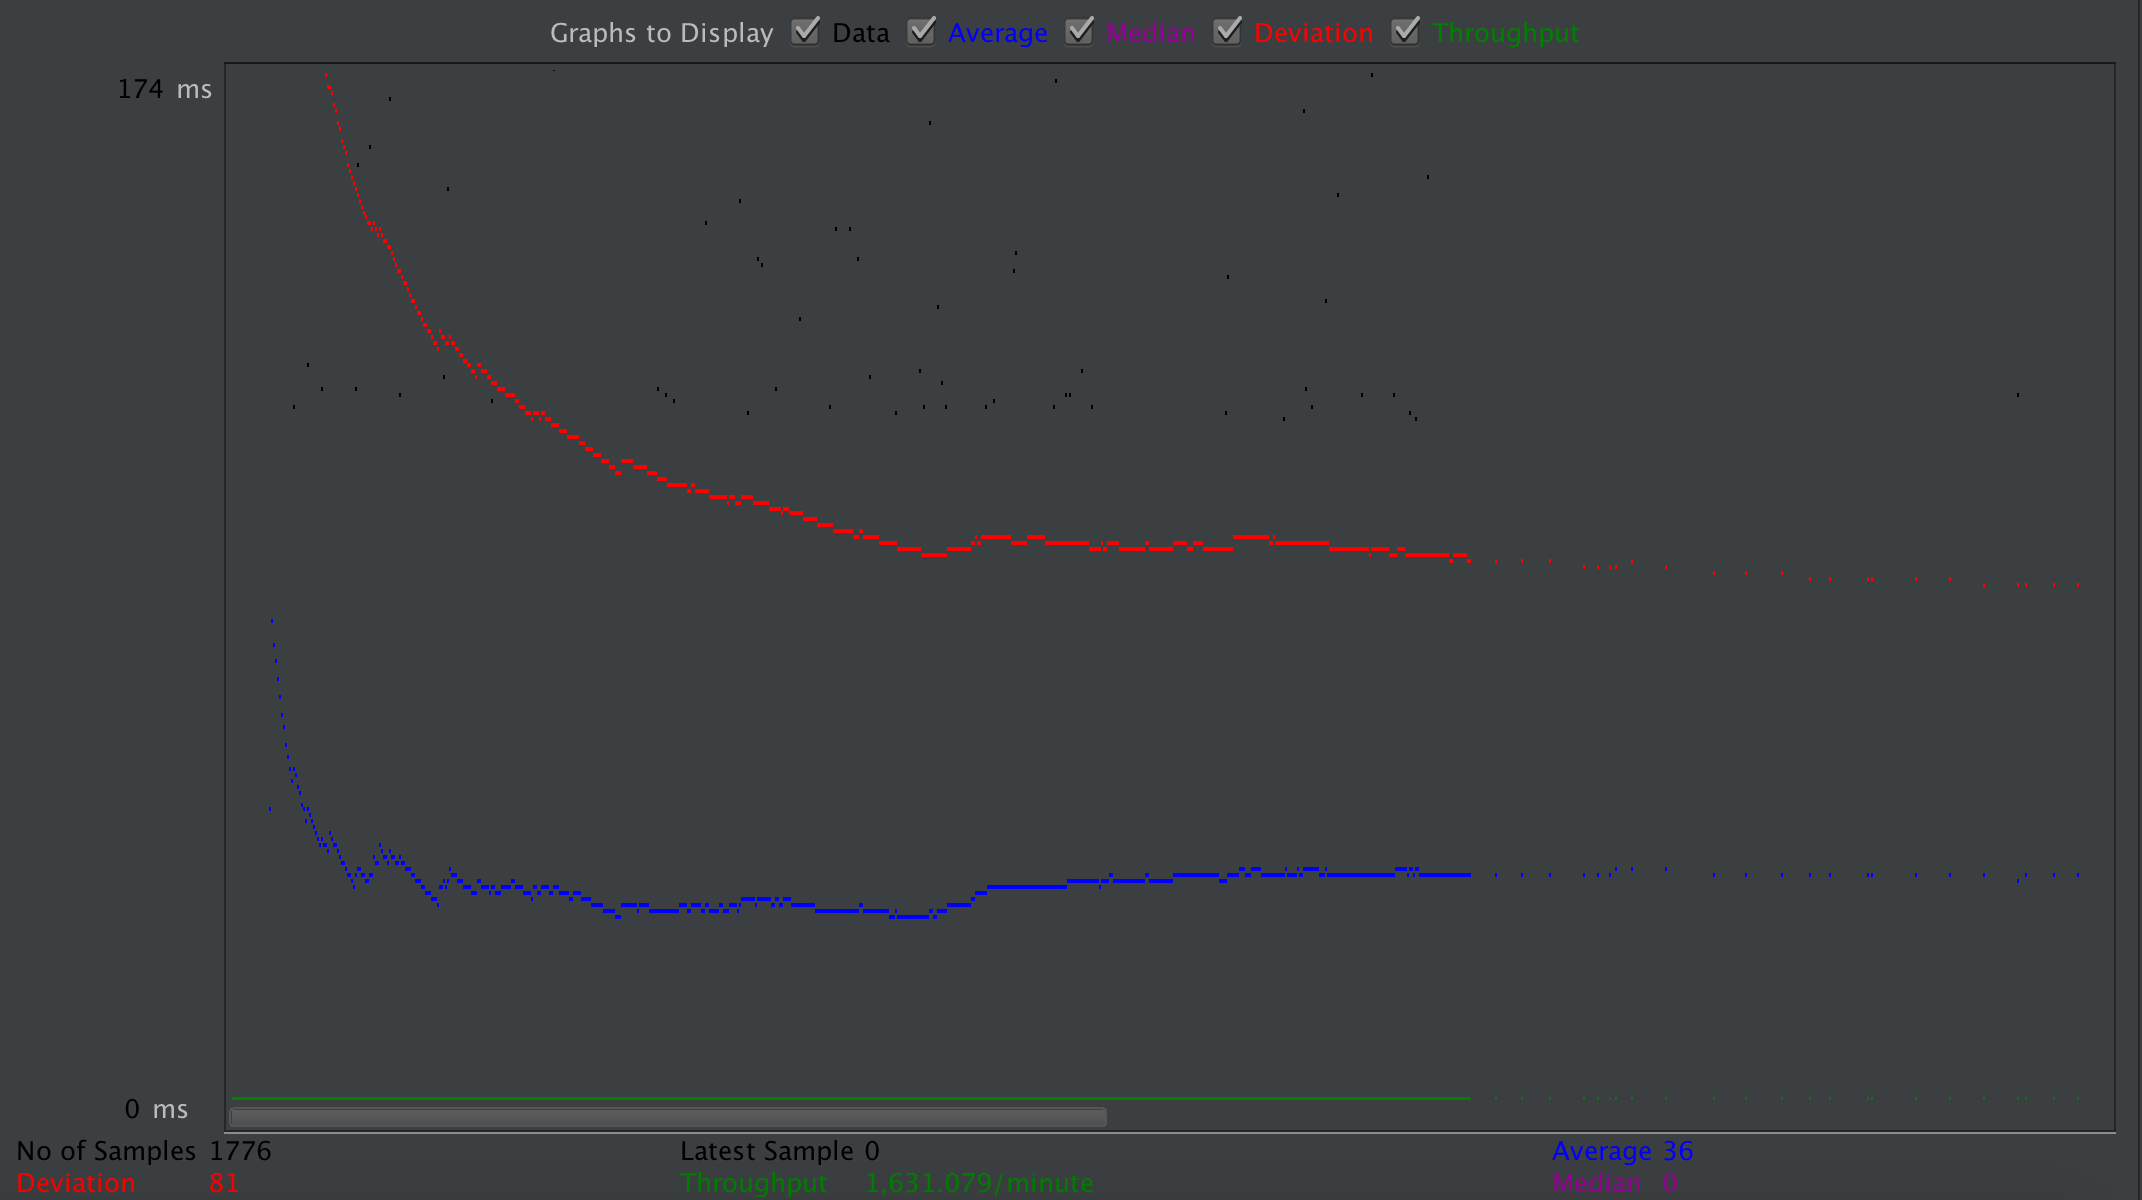 Graphs to Display Data Average Median Deviation Throughput
174 ms
0 ms
No of Samples 1776 Latest Sample 0 Average 36
Deviation 81 Throughput 1,631.079/minute Median 0